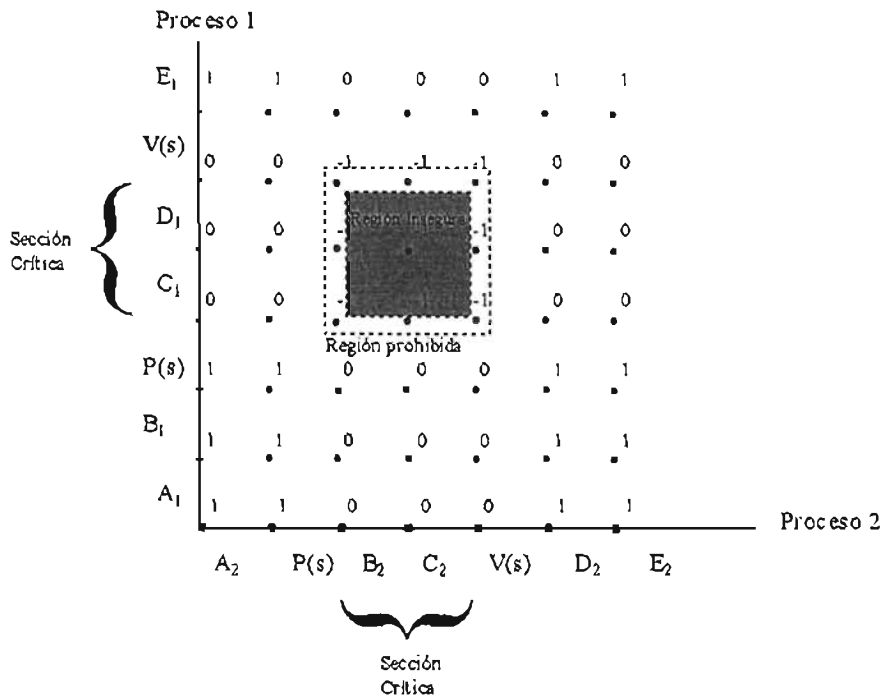 Proceso 1
E1 1 1 0 0 0 1 1
V(s)
0 0 -1 -1 -1 0 0
D1 Región Insegura
0 0 -1 0 0
Sección
Crítica
C1
0 0 -1 0 0
Región prohibida
P(s) 1 1 0 0 0 1 1
B1
1 1 0 0 0 1 1
A1 1 1 0 0 0 1 1
Proceso 2
A2 P(s) B2 C2 V(s) D2 E2
Sección
Crítica